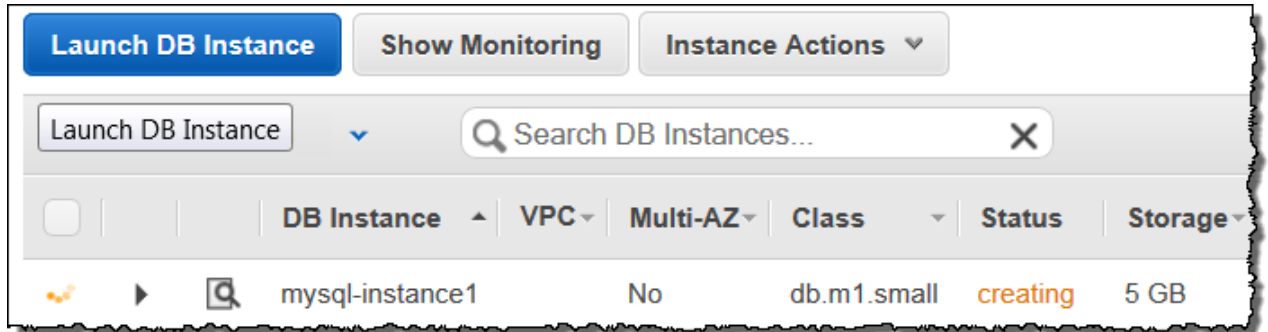 Launch DB Instance Show Monitoring Instance Actions
Launch DB Instance Search DB Instances...
DB Instance VPC Multi-AZ Class Status Storage
mysql-instance1 No db.m1.small creating 5 GB